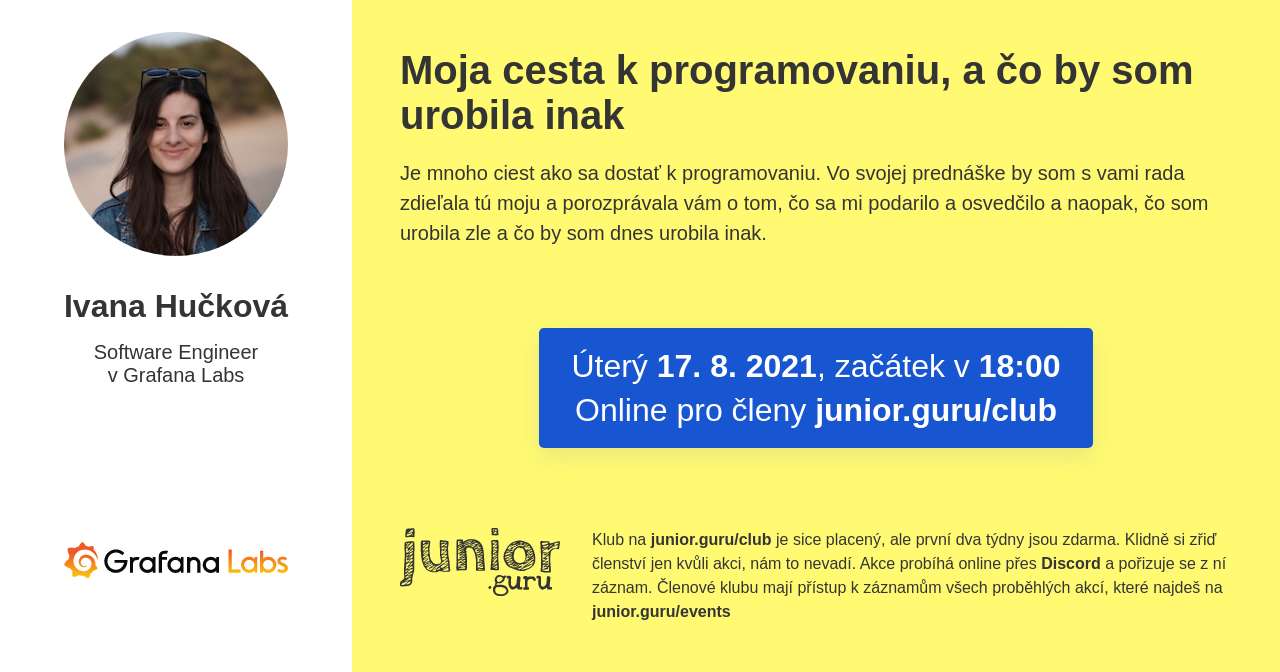 Ivana Hučková
Software Engineer
v Grafana Labs
Grafana Labs
Moja cesta k programovaniu, a čo by som
urobila inak
Je mnoho ciest ako sa dostať k programovaniu. Vo svojej prednáške by som s vami rada
zdieľala tú moju a porozprávala vám o tom, čo sa mi podarilo a osvedčilo a naopak, čo som
urobila zle a čo by som dnes urobila inak.
Úterý 17. 8. 2021, začátek v 18:00
Online pro členy junior.guru/club
junior
.guru
Klub na junior.guru/club je sice placený, ale první dva týdny jsou zdarma. Klidně si zřiď
členství jen kvůli akci, nám to nevadí. Akce probíhá online přes Discord a pořizuje se z ní
záznam. Členové klubu mají přístup k záznamům všech proběhlých akcí, které najdeš na
junior.guru/events